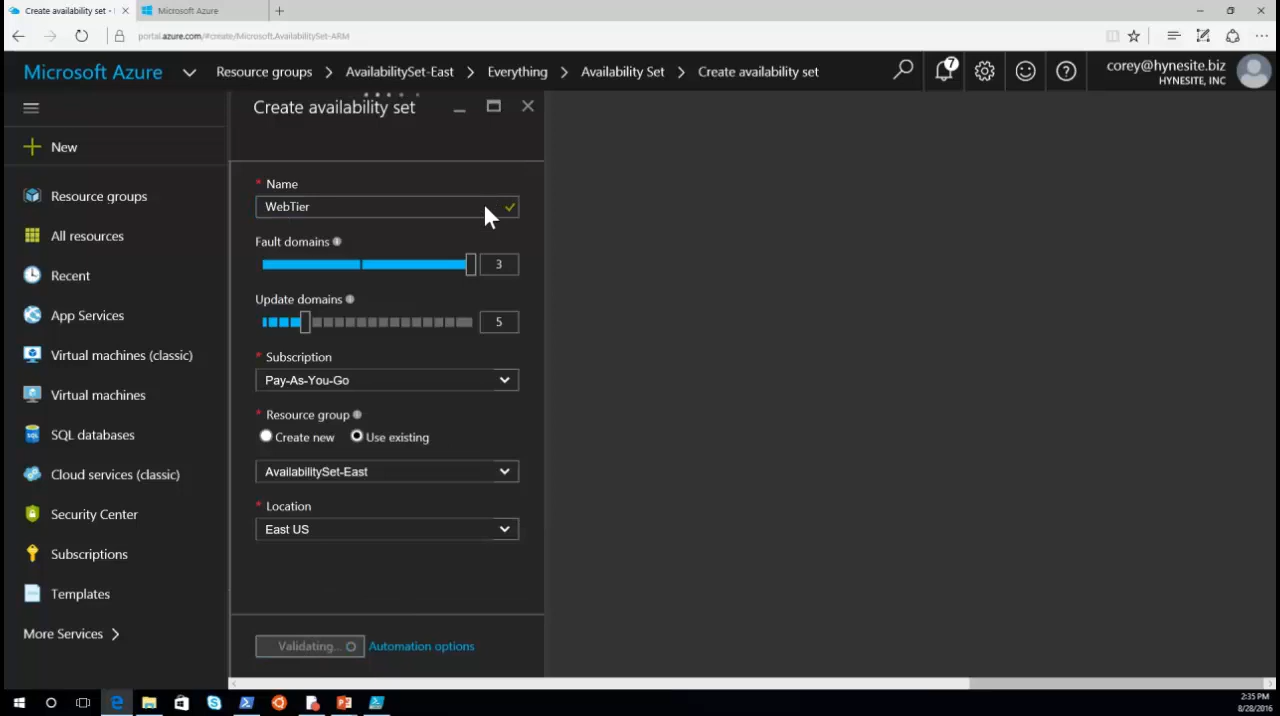 Create availability set -
Microsoft Azure
portal.azure.com/#create/Microsoft.AvailabilitySet-ARM
Microsoft Azure
Resource groups > AvailabilitySet-East > Everything > Availability Set > Create availability set
7
corey@hynesite.biz
HYNESITE, INC
New
Resource groups
All resources
Recent
App Services
Virtual machines (classic)
Virtual machines
SQL databases
Cloud services (classic)
Security Center
Subscriptions
Templates
More Services >
Create availability set
* Name
WebTier
Fault domains
3
Update domains
5
* Subscription
Pay-As-You-Go
* Resource group
Create new Use existing
AvailabilitySet-East
* Location
East US
Validating... Automation options
2:35 PM
8/28/2016